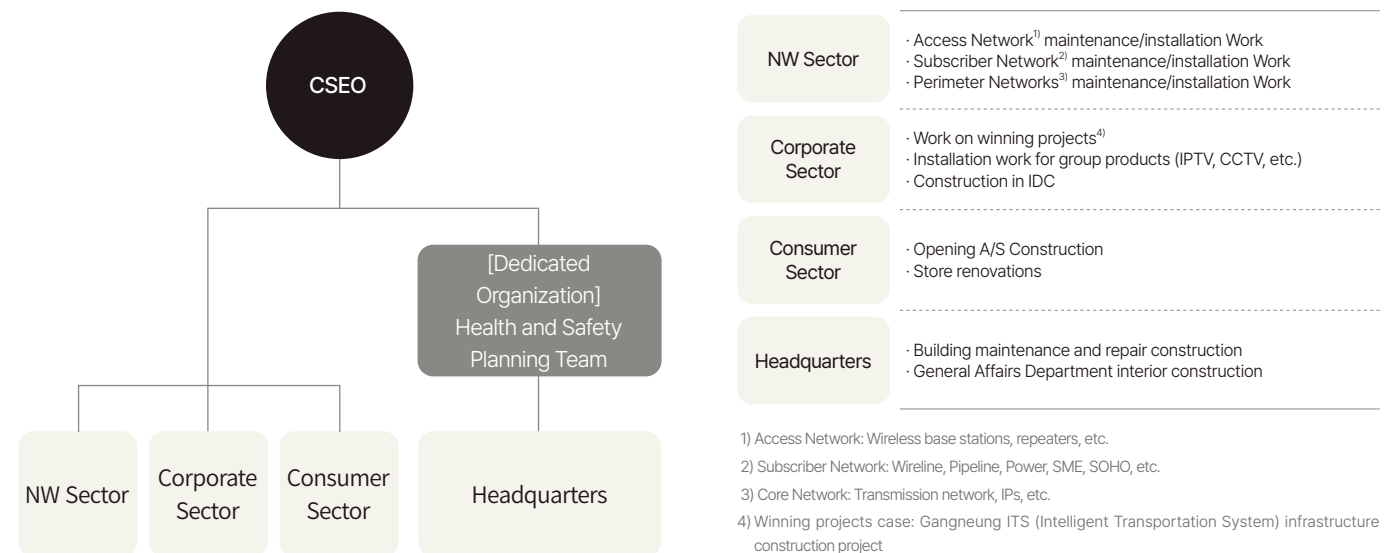 CSEO
[Dedicated
Organization]
Health and Safety
Planning Team
NW Sector
Corporate
Sector
Consumer
Sector
Headquarters
NW Sector
· Access Network1) maintenance/installation Work
· Subscriber Network2) maintenance/installation Work
· Perimeter Networks3) maintenance/installation Work
Corporate
Sector
· Work on winning projects4)
· Installation work for group products (IPTV, CCTV, etc.)
· Construction in IDC
Consumer
Sector
· Opening A/S Construction
· Store renovations
Headquarters
· Building maintenance and repair construction
· General Affairs Department interior construction
1) Access Network: Wireless base stations, repeaters, etc.
2) Subscriber Network: Wireline, Pipeline, Power, SME, SOHO, etc.
3) Core Network: Transmission network, IPs, etc.
4) Winning projects case: Gangneung ITS (Intelligent Transportation System) infrastructure
construction project